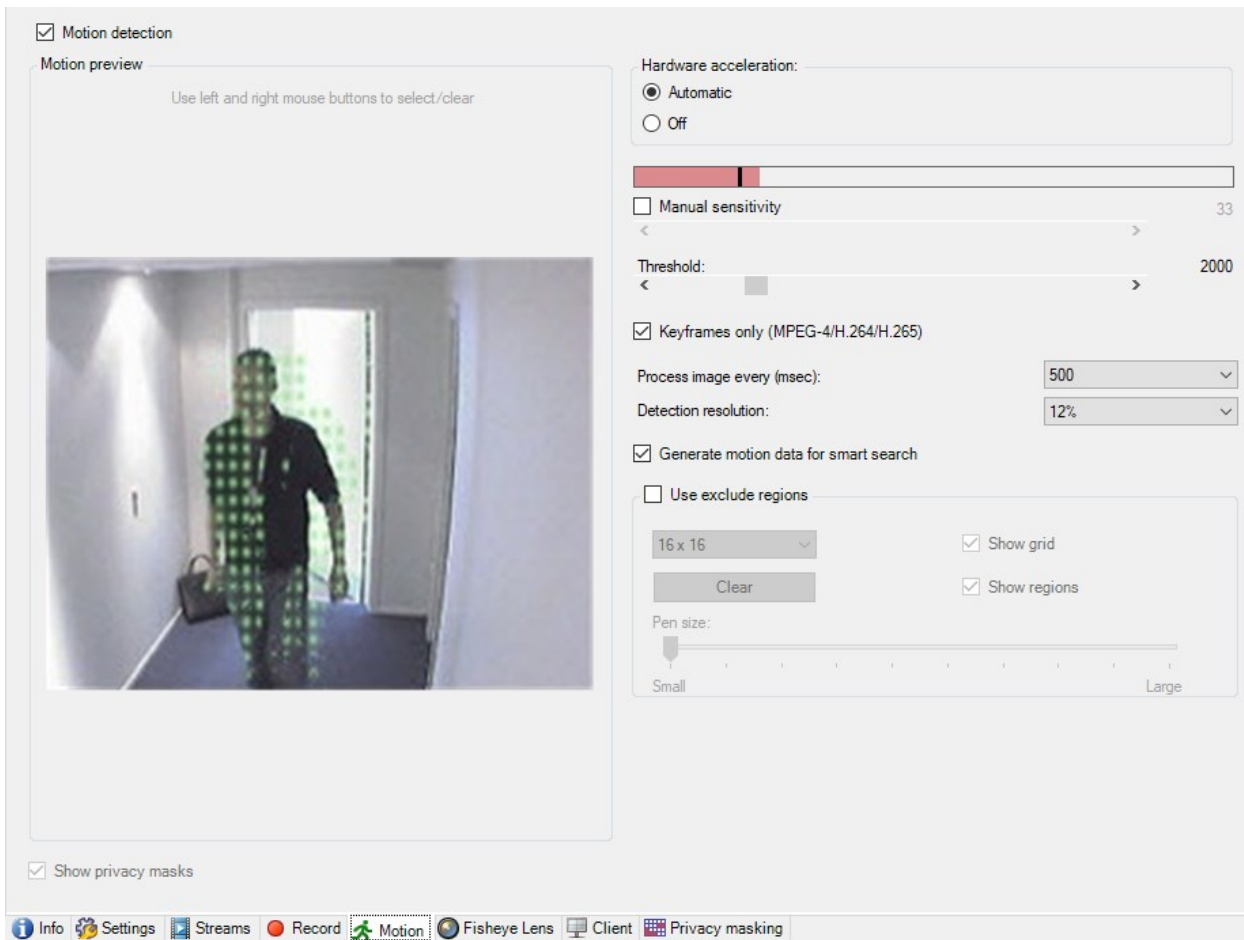 Motion detection
Motion preview
Use left and right mouse buttons to select/clear
Hardware acceleration:
Automatic
Off
Manual sensitivity 33
Threshold: 2000
Keyframes only (MPEG-4/H.264/H.265)
Process image every (msec): 500
Detection resolution: 12%
Generate motion data for smart search
Use exclude regions
16 x 16 Show grid
Clear Show regions
Pen size:
Small Large
Show privacy masks
Info Settings Streams Record Motion Fisheye Lens Client Privacy masking